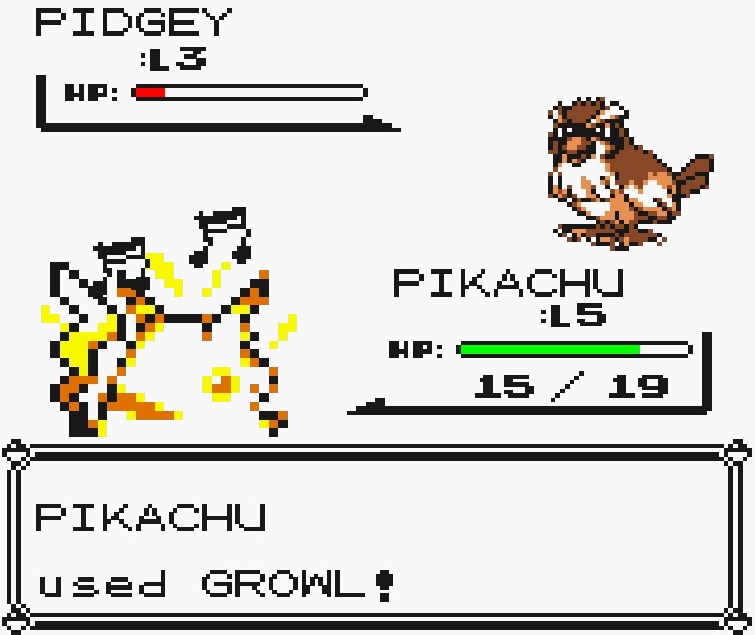 PIDGEY
:L3
HP:
PIKACHU
:L5
HP:
15 / 19
PIKACHU
used GROWL!